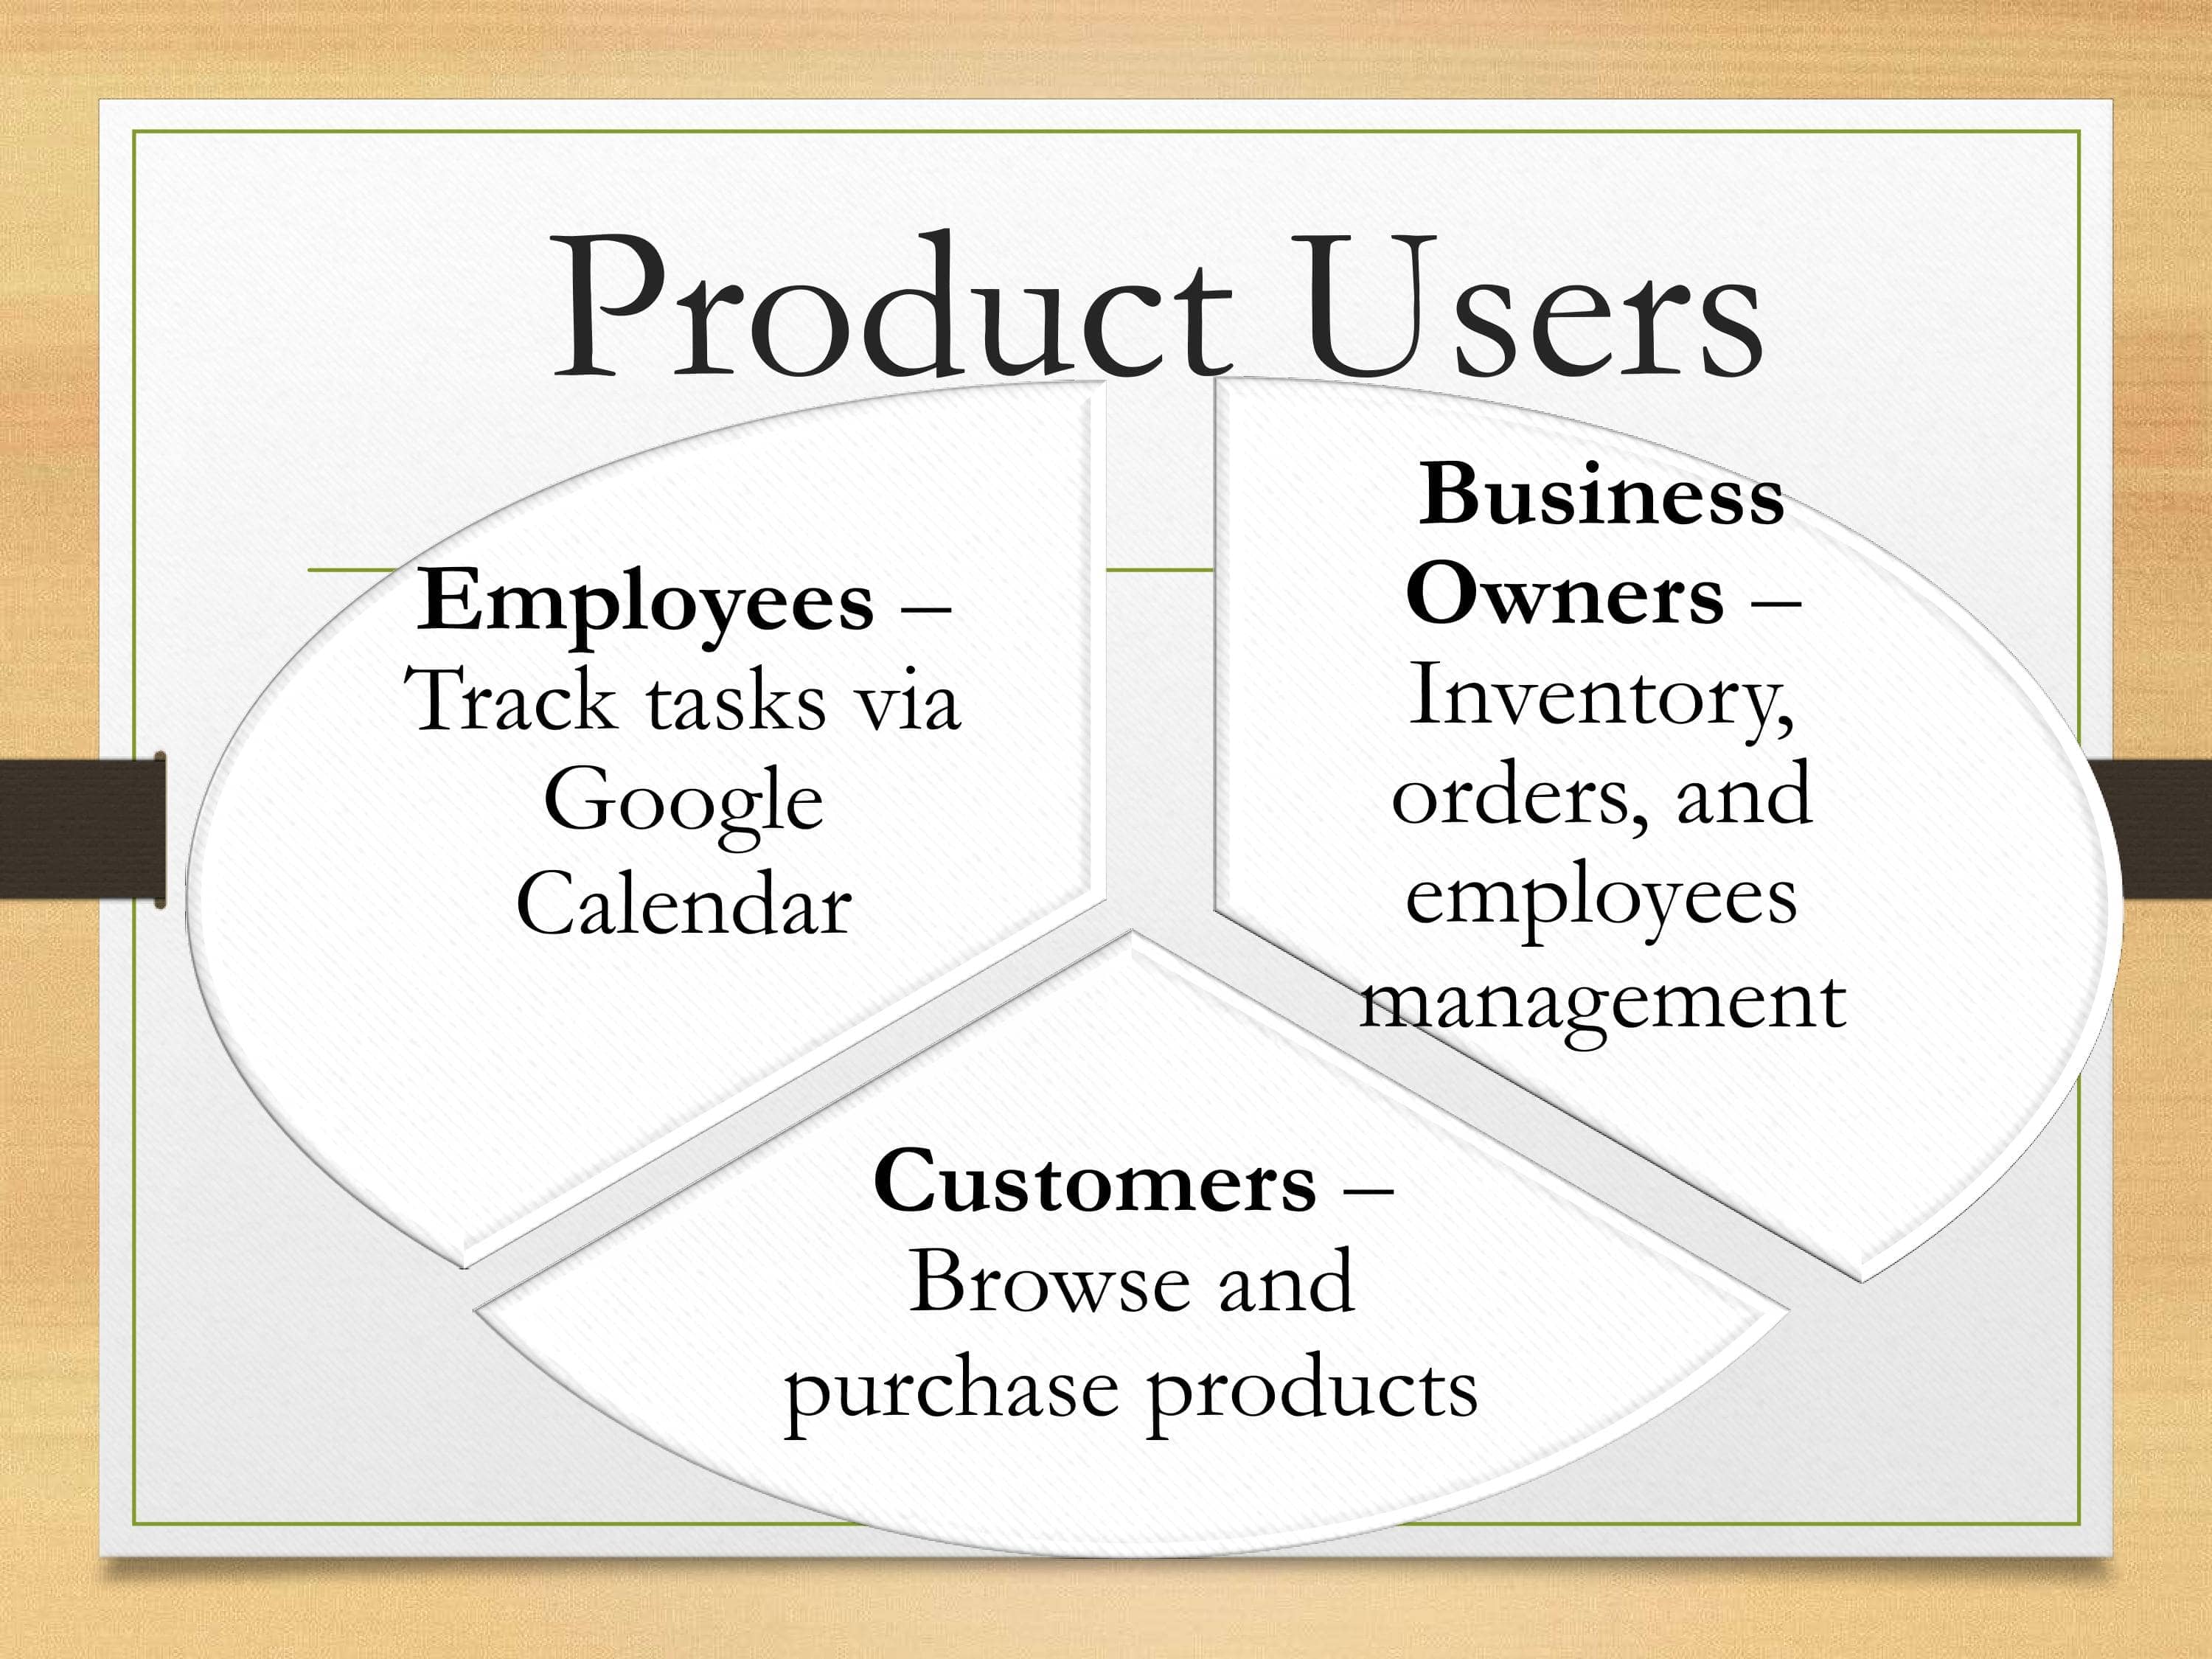 Product Users
Employees –
Track tasks via
Google
Calendar
Business
Owners –
Inventory,
orders, and
employees
management
Customers –
Browse and
purchase products